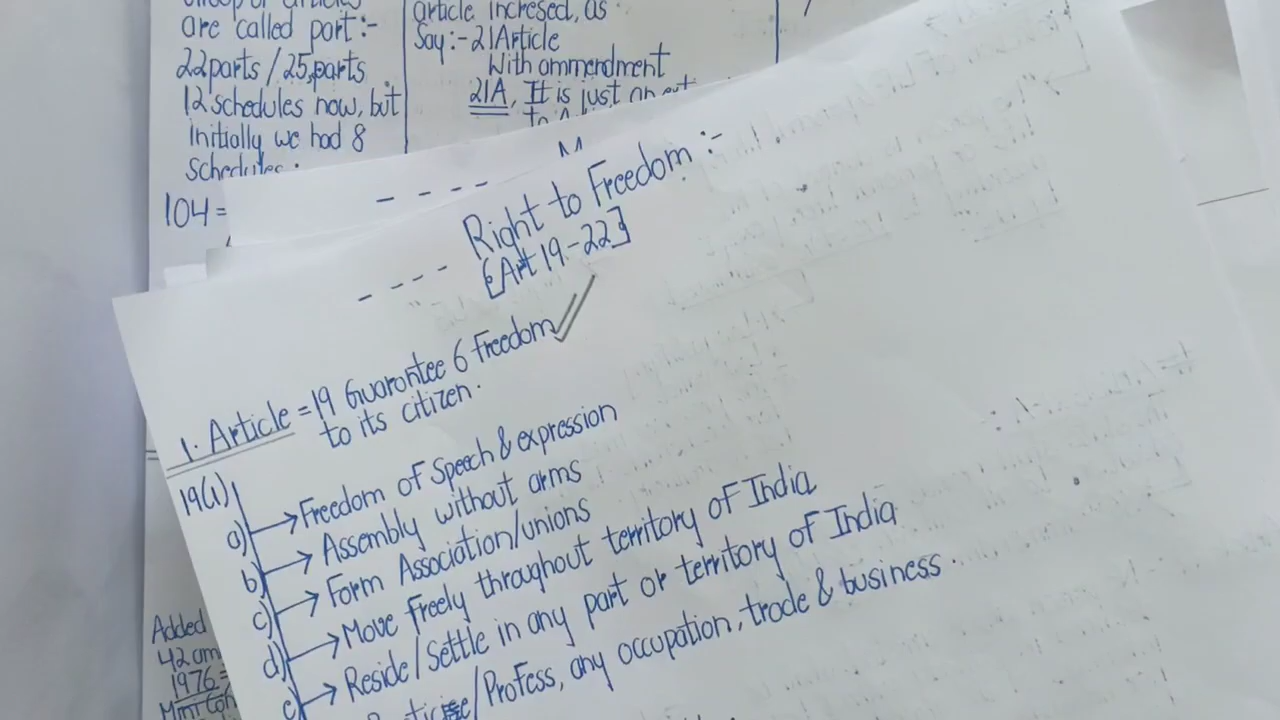 are called part:-
22parts/25,parts
12 schedules now, but
initially we had 8
Schedules.
104=
article incresed, as
Say:-21Article
With ammendment
21A, It is just an
Right to Freedom:-
[Art 19-22]
1. Article = 19 Guarantee 6 Freedom
to its citizen.
19(1)
a) → Freedom of Speech & expression
b) → Assembly without arms
c) → Form Association/unions
d) → Move freely throughout territory of India
e) → Reside/Settle in any part or territory of India
/Profess, any occupation, trade & business.
Added
42 am
1976 =
Mini Con